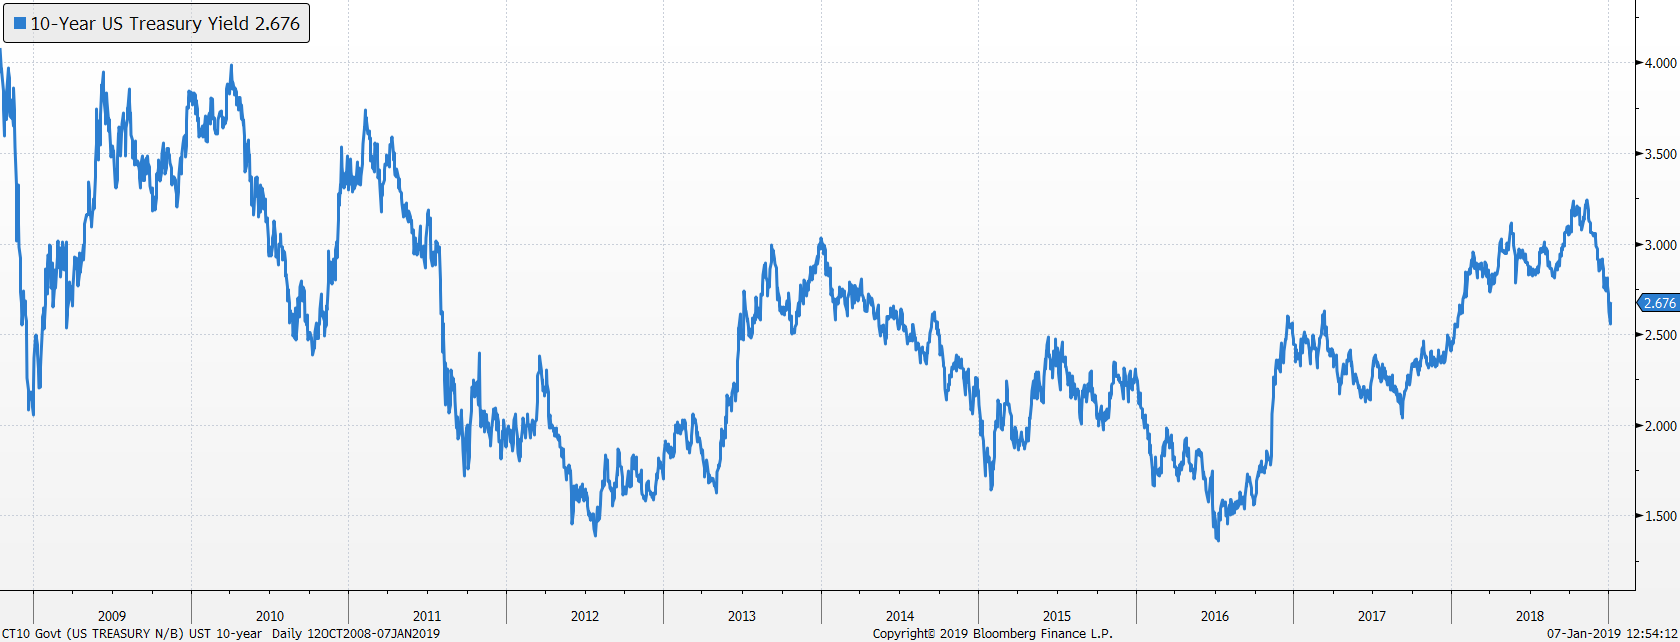 10-Year US Treasury Yield 2.676
4.000
3.500
3.000
2.676
2.500
2.000
1.500
2009 2010 2011 2012 2013 2014 2015 2016 2017 2018
CT10 Govt (US TREASURY N/B) UST 10-year Daily 12OCT2008-07JAN2019 Copyright© 2019 Bloomberg Finance L.P. 07-Jan-2019 12:54:12